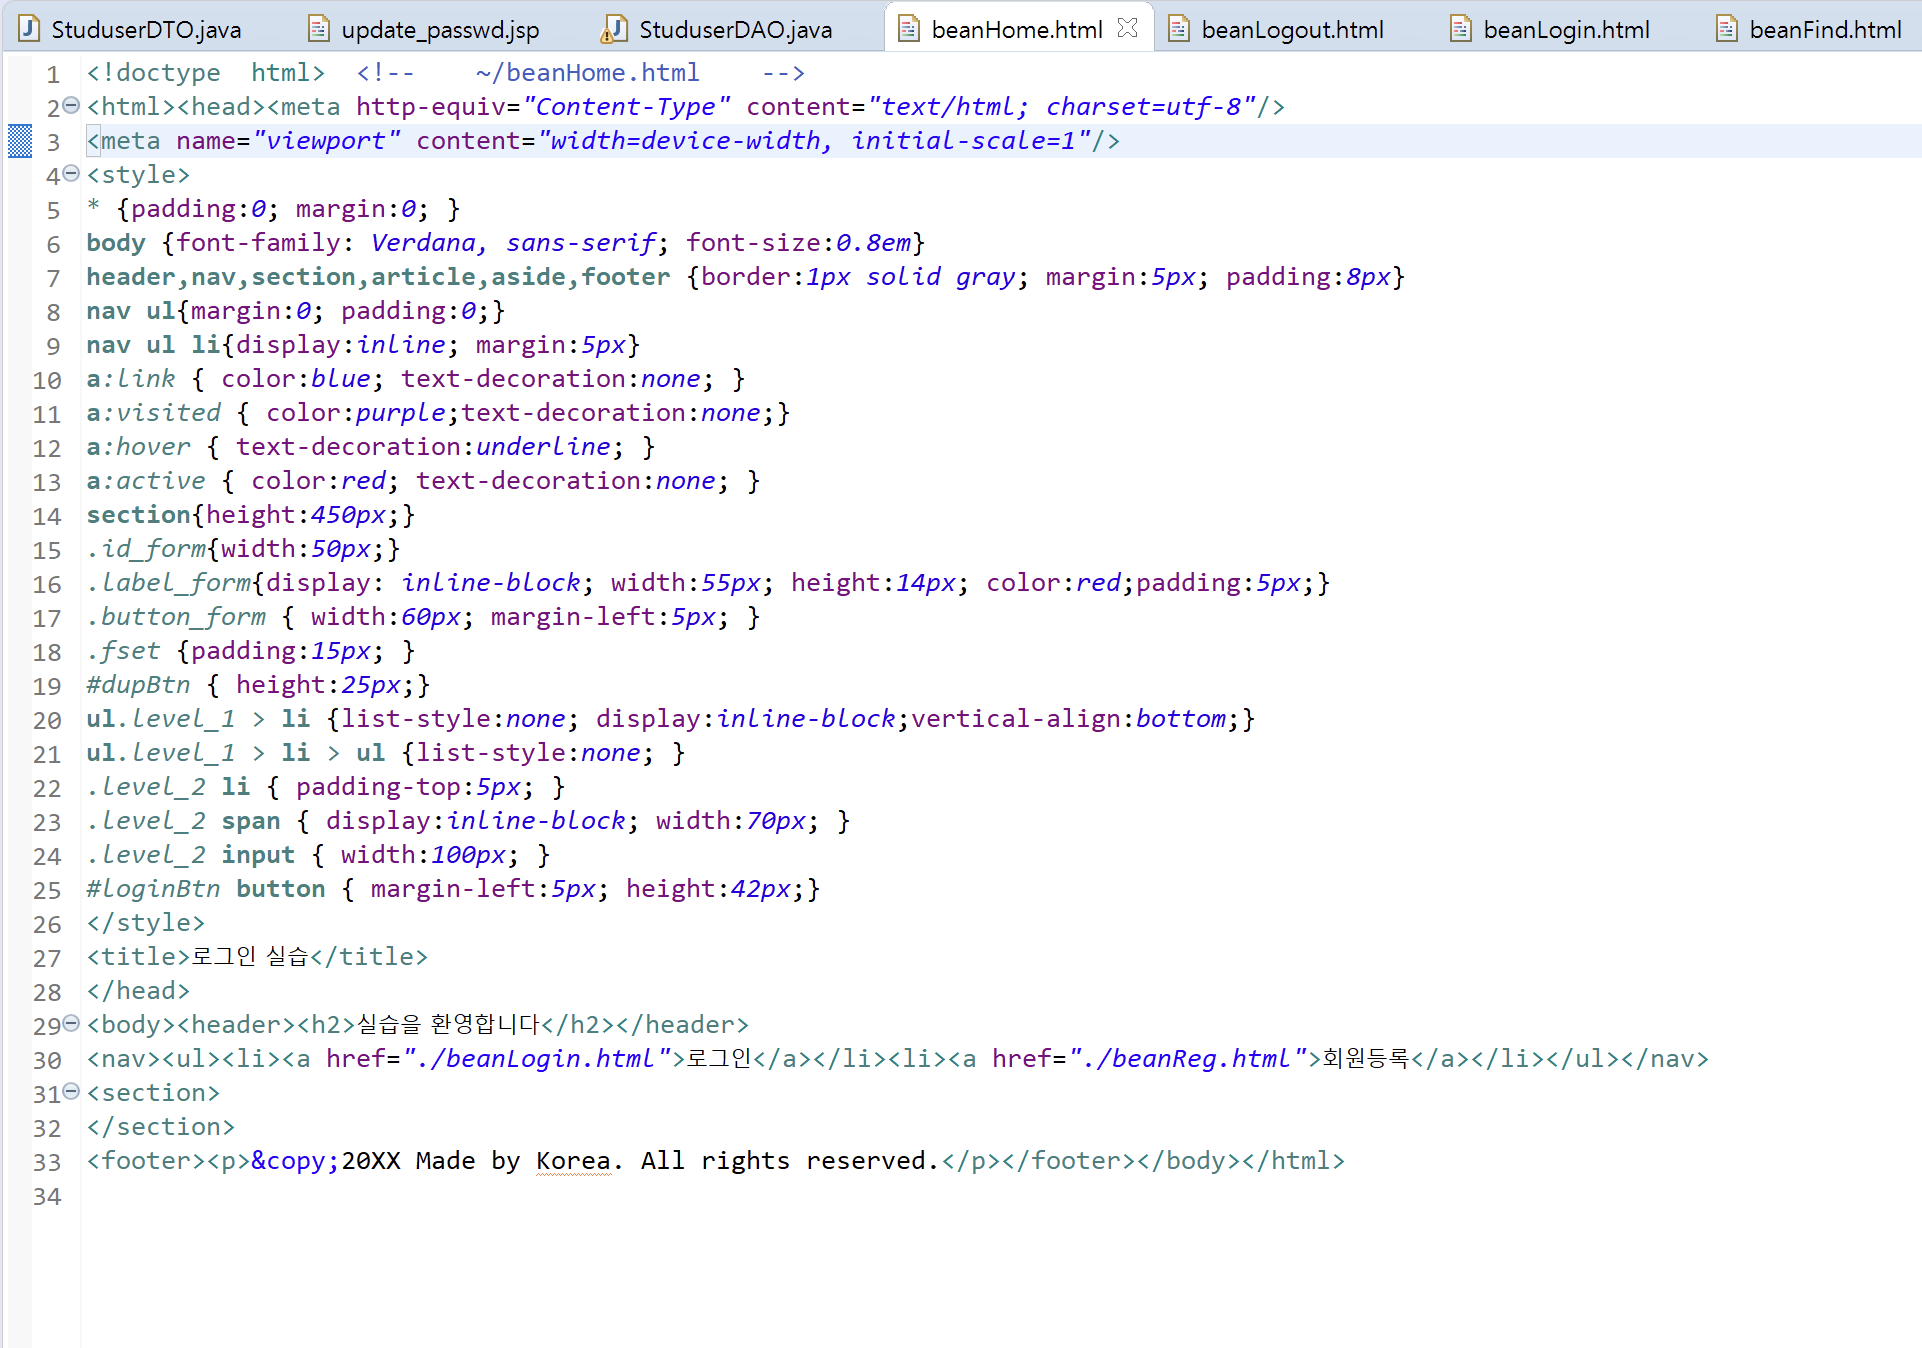 StuduserDTO.java update_passwd.jsp StuduserDAO.java beanHome.html beanLogout.html beanLogin.html beanFind.html
1 <!doctype  html>  <!--    ~/beanHome.html    -->
2 <html><head><meta http-equiv="Content-Type" content="text/html; charset=utf-8"/>
3 <meta name="viewport" content="width=device-width, initial-scale=1"/>
4 <style>
5 * {padding:0; margin:0; }
6 body {font-family: Verdana, sans-serif; font-size:0.8em}
7 header,nav,section,article,aside,footer {border:1px solid gray; margin:5px; padding:8px}
8 nav ul{margin:0; padding:0;}
9 nav ul li{display:inline; margin:5px}
10 a:link { color:blue; text-decoration:none; }
11 a:visited { color:purple;text-decoration:none;}
12 a:hover { text-decoration:underline; }
13 a:active { color:red; text-decoration:none; }
14 section{height:450px;}
15 .id_form{width:50px;}
16 .label_form{display: inline-block; width:55px; height:14px; color:red;padding:5px;}
17 .button_form { width:60px; margin-left:5px; }
18 .fset {padding:15px; }
19 #dupBtn { height:25px;}
20 ul.level_1 > li {list-style:none; display:inline-block;vertical-align:bottom;}
21 ul.level_1 > li > ul {list-style:none; }
22 .level_2 li { padding-top:5px; }
23 .level_2 span { display:inline-block; width:70px; }
24 .level_2 input { width:100px; }
25 #loginBtn button { margin-left:5px; height:42px;}
26 </style>
27 <title>로그인 실습</title>
28 </head>
29 <body><header><h2>실습을 환영합니다</h2></header>
30 <nav><ul><li><a href="./beanLogin.html">로그인</a></li><li><a href="./beanReg.html">회원등록</a></li></ul></nav>
31 <section>
32 </section>
33 <footer><p>&copy;20XX Made by Korea. All rights reserved.</p></footer></body></html>
34